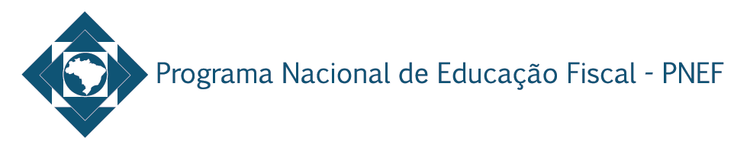 Programa Nacional de Educação Fiscal - PNEF